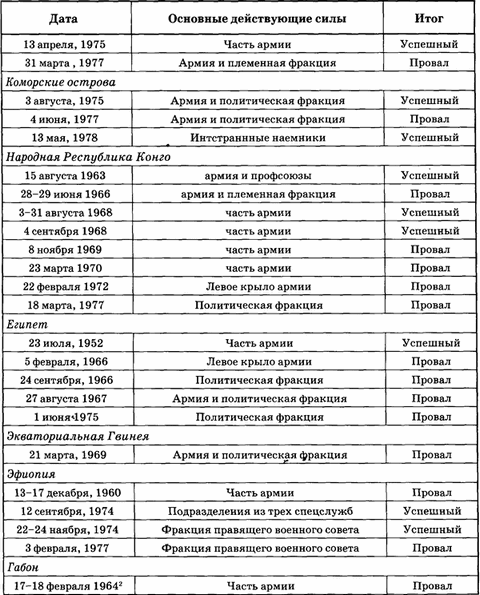 Дата Основные действующие силы Итог
13 апреля, 1975 Часть армии Успешный
31 марта , 1977 Армия и племенная фракция Провал
Коморские острова
3 августа, 1975 Армия и политическая фракция Успешный
4 июня, 1977 Армия и политическая фракция Провал
13 мая, 1978 Интстраннные наемники Успешный
Народная Республика Конго
15 августа 1963 армия и профсоюзы Успешный
28–29 июня 1966 армия и племенная фракция Провал
3–31 августа 1968 часть армии Успешный
4 сентября 1968 часть армии Успешный
8 ноября 1969 часть армии Провал
23 марта 1970 часть армии Провал
22 февраля 1972 Левое крыло армии Провал
18 марта, 1977 Политическая фракция Провал
Египет
23 июля, 1952 Часть армии Успешный
5 февраля, 1966 Левое крыло армии Провал
24 сентября, 1966 Политическая фракция Провал
27 августа 1967 Армия и политическая фракция Провал
1 июня 1975 Политическая фракция Провал
Экваториальная Гвинея
21 марта, 1969 Армия и политическая фракция Провал
Эфиопия
13–17 декабря, 1960 Часть армии Провал
12 сентября, 1974 Подразделения из трех спецслужб Успешный
22–24 наября, 1974 Фракция правящего военного совета Успешный
3 февраля, 1977 Фракция правящего военного совета Провал
Габон
17–18 февраля 1964² Часть армии Провал